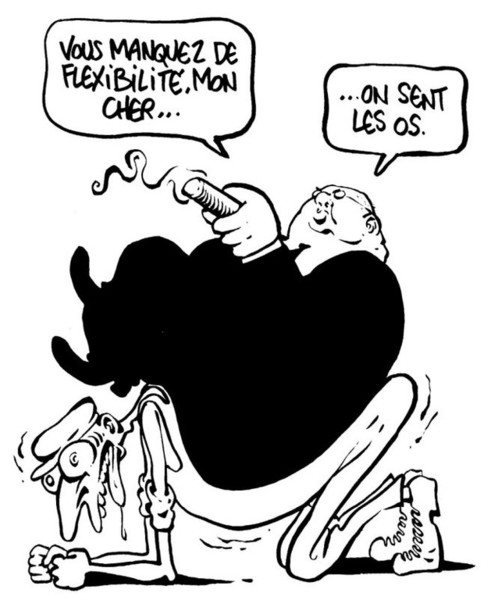 VOUS MANQUEZ DE
FLEXIBILITÉ, MON
CHER...
...ON SENT
LES OS.